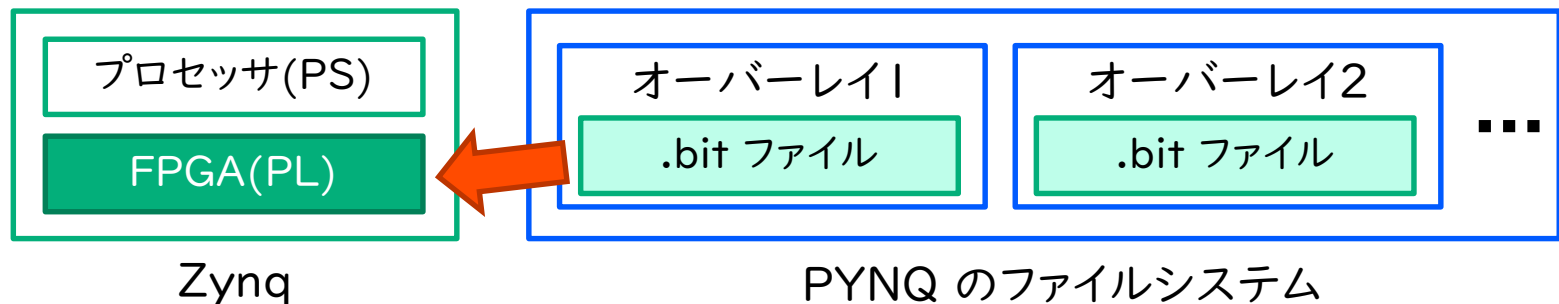 プロセッサ(PS)
FPGA(PL)
Zynq
オーバーレイ1
.bit ファイル
オーバーレイ2
.bit ファイル
...
PYNQ のファイルシステム